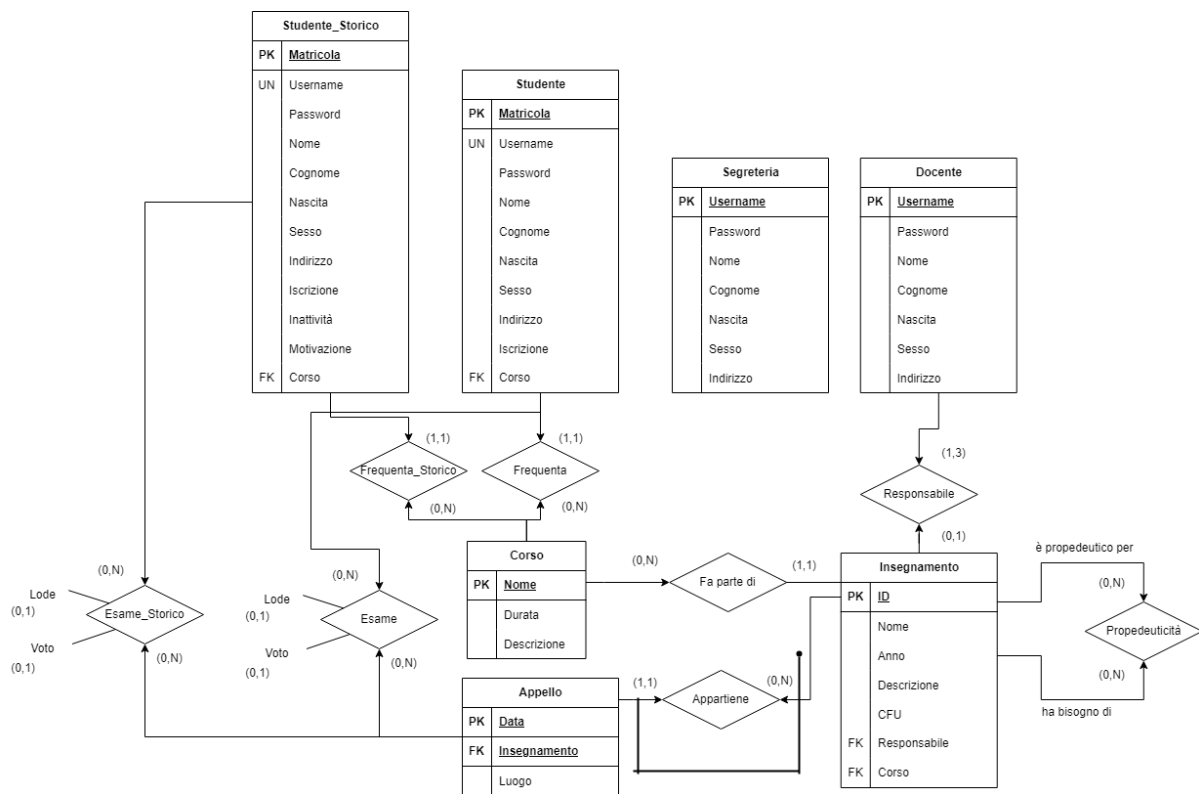 Studente_Storico
PK Matricola
UN Username
Password
Nome
Cognome
Nascita
Sesso
Indirizzo
Iscrizione
Inattività
Motivazione
FK Corso
Studente
PK Matricola
UN Username
Password
Nome
Cognome
Nascita
Sesso
Indirizzo
Iscrizione
FK Corso
Segreteria
PK Username
Password
Nome
Cognome
Nascita
Sesso
Indirizzo
Docente
PK Username
Password
Nome
Cognome
Nascita
Sesso
Indirizzo
(1,1)
Frequenta_Storico
(0,N)
(1,1)
Frequenta
(0,N)
(1,3)
Responsabile
(0,1)
Corso
PK Nome
Durata
Descrizione
(0,N)
Fa parte di
(1,1)
Insegnamento
PK ID
Nome
Anno
Descrizione
CFU
FK Responsabile
FK Corso
è propedeutico per
(0,N)
Propedeuticità
(0,N)
ha bisogno di
(0,N)
Lode
(0,1)
Esame_Storico
Voto
(0,1)
(0,N)
(0,N)
Lode
(0,1)
Esame
Voto
(0,1)
(0,N)
Appello
PK Data
FK Insegnamento
Luogo
(1,1)
Appartiene
(0,N)